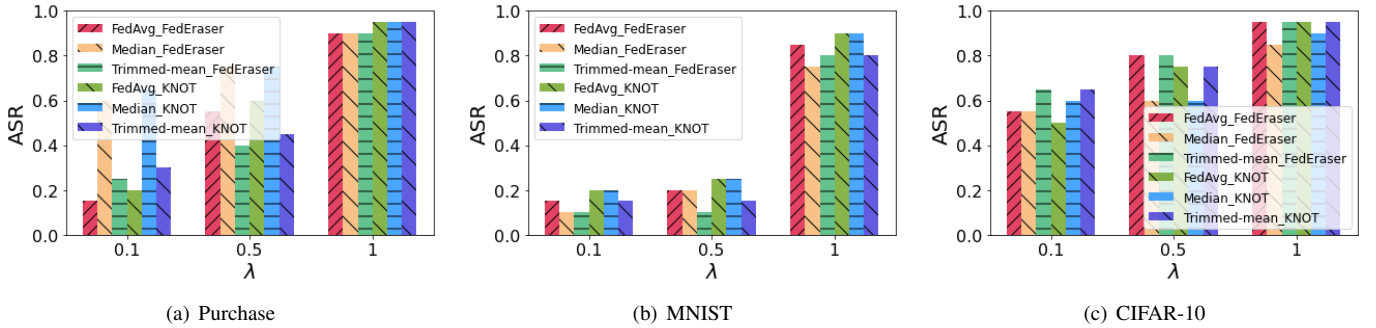 1.0
0.8
0.6
0.4
0.2
0.0
ASR
FedAvg_FedEraser
Median_FedEraser
Trimmed-mean_FedEraser
FedAvg_KNOT
Median_KNOT
Trimmed-mean_KNOT
0.1 0.5 1
λ
(a) Purchase
1.0
0.8
0.6
0.4
0.2
0.0
ASR
FedAvg_FedEraser
Median_FedEraser
Trimmed-mean_FedEraser
FedAvg_KNOT
Median_KNOT
Trimmed-mean_KNOT
0.1 0.5 1
λ
(b) MNIST
1.0
0.8
0.6
0.4
0.2
0.0
ASR
FedAvg_FedEraser
Median_FedEraser
Trimmed-mean_FedEraser
FedAvg_KNOT
Median_KNOT
Trimmed-mean_KNOT
0.1 0.5 1
λ
(c) CIFAR-10